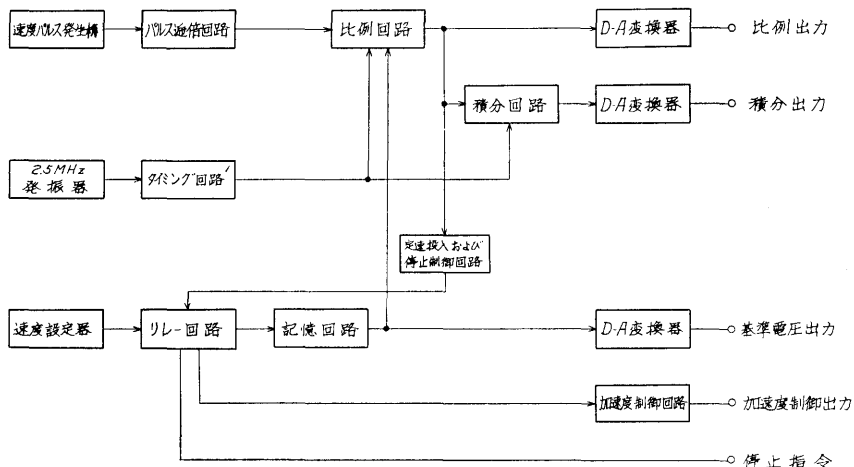 速度パルス発生機
パルス逓倍回路
比例回路
D-A変換器
比例出力
積分回路
D-A変換器
積分出力
2.5MHz
発振器
タイミング回路
定速投入および
停止制御回路
速度設定器
リレー回路
記憶回路
D-A変換器
基準電圧出力
加速度制御回路
加速度制御出力
停止指令